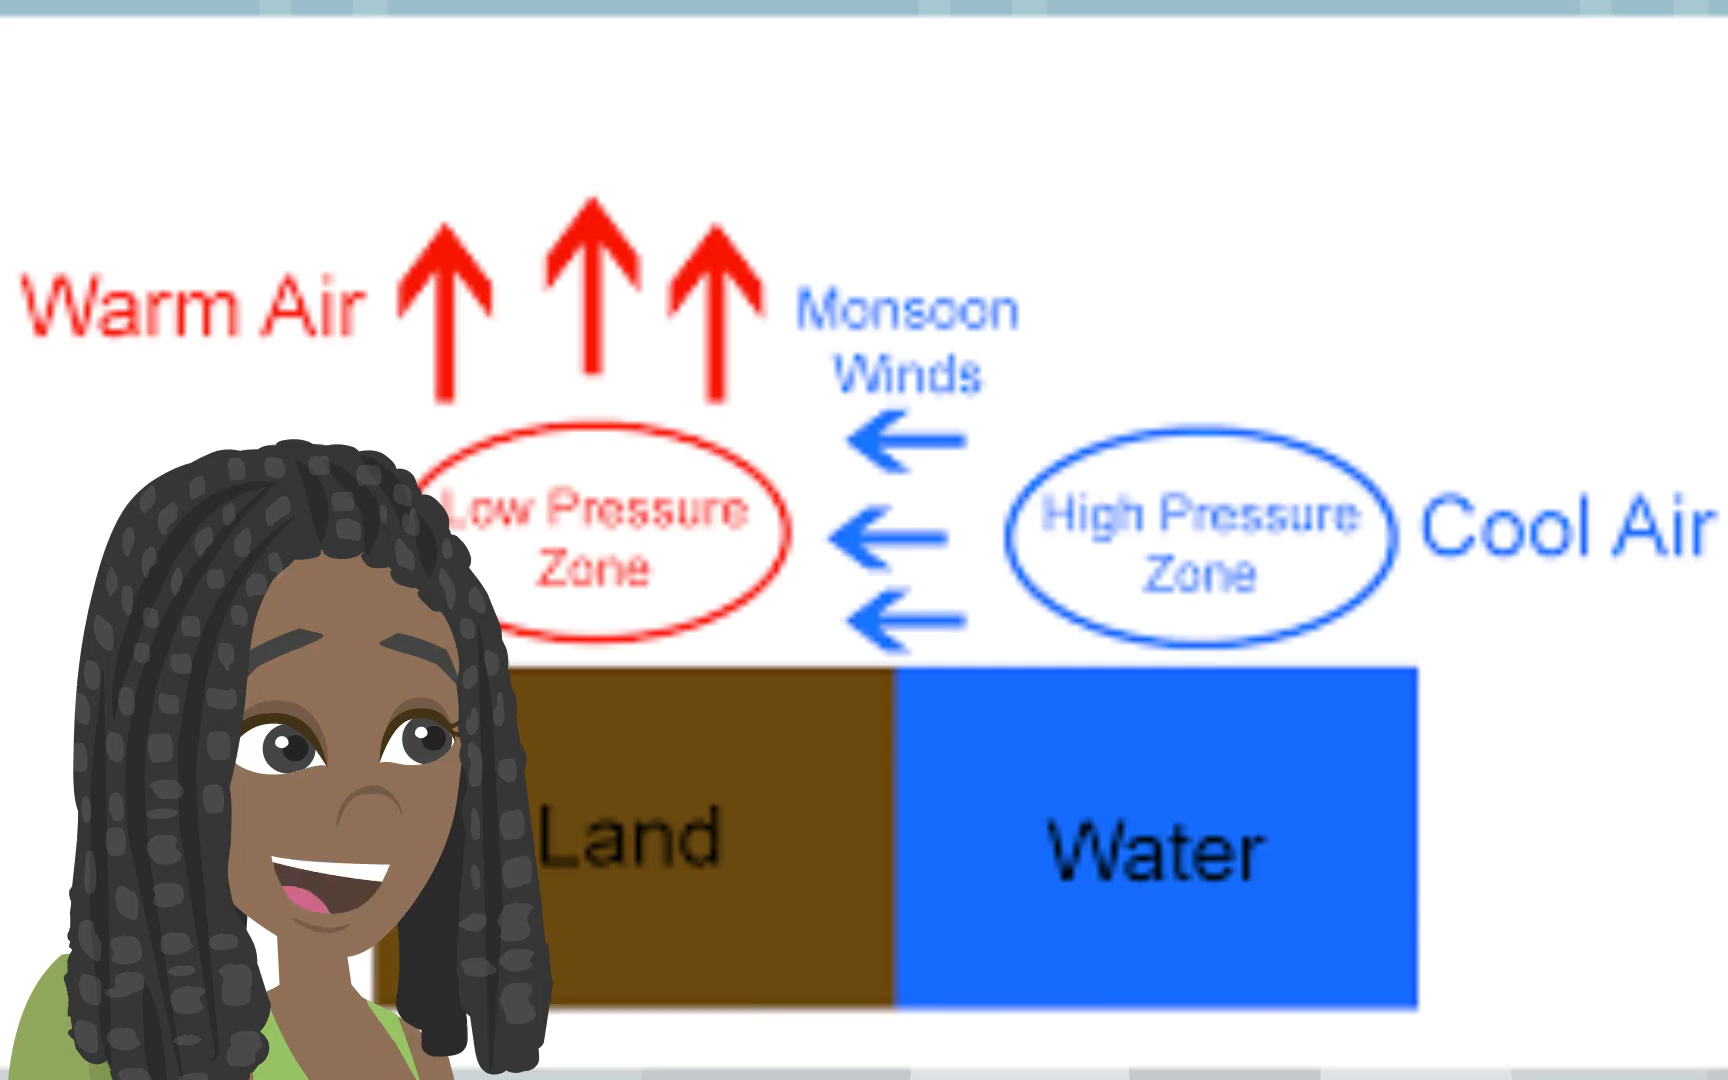 Warm Air
Monsoon
Winds
Low Pressure
Zone
High Pressure
Zone
Cool Air
Land
Water